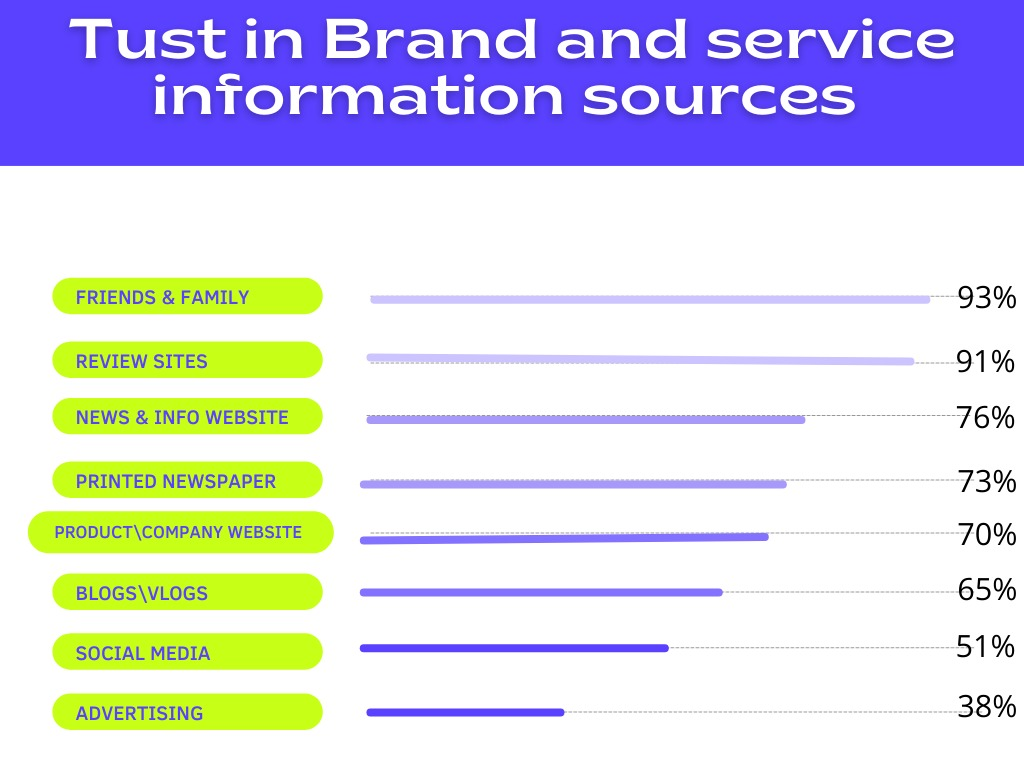 Tust in Brand and service
information sources
FRIENDS & FAMILY 93%
REVIEW SITES 91%
NEWS & INFO WEBSITE 76%
PRINTED NEWSPAPER 73%
PRODUCT\COMPANY WEBSITE 70%
BLOGS\VLOGS 65%
SOCIAL MEDIA 51%
ADVERTISING 38%